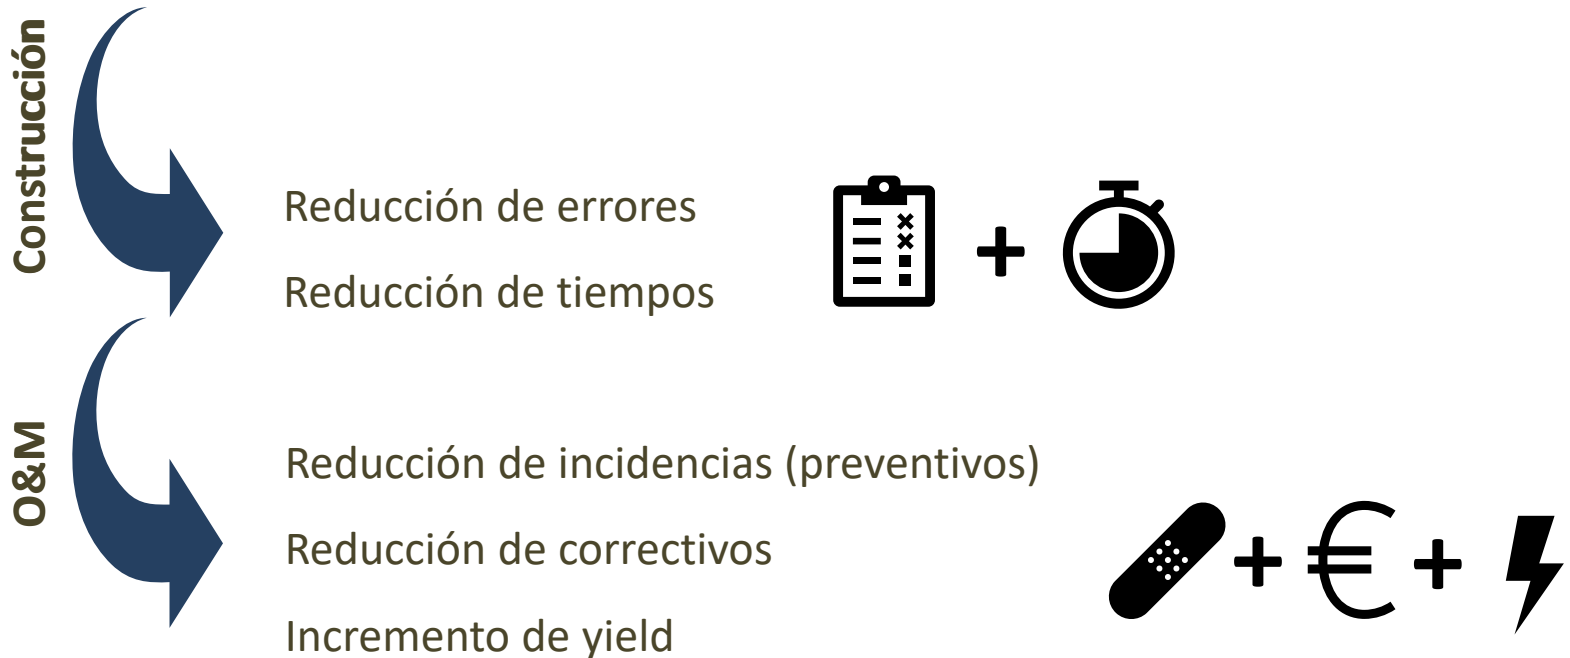 Construcción
Reducción de errores
Reducción de tiempos
+
O&M
Reducción de incidencias (preventivos)
Reducción de correctivos
Incremento de yield
+ € +